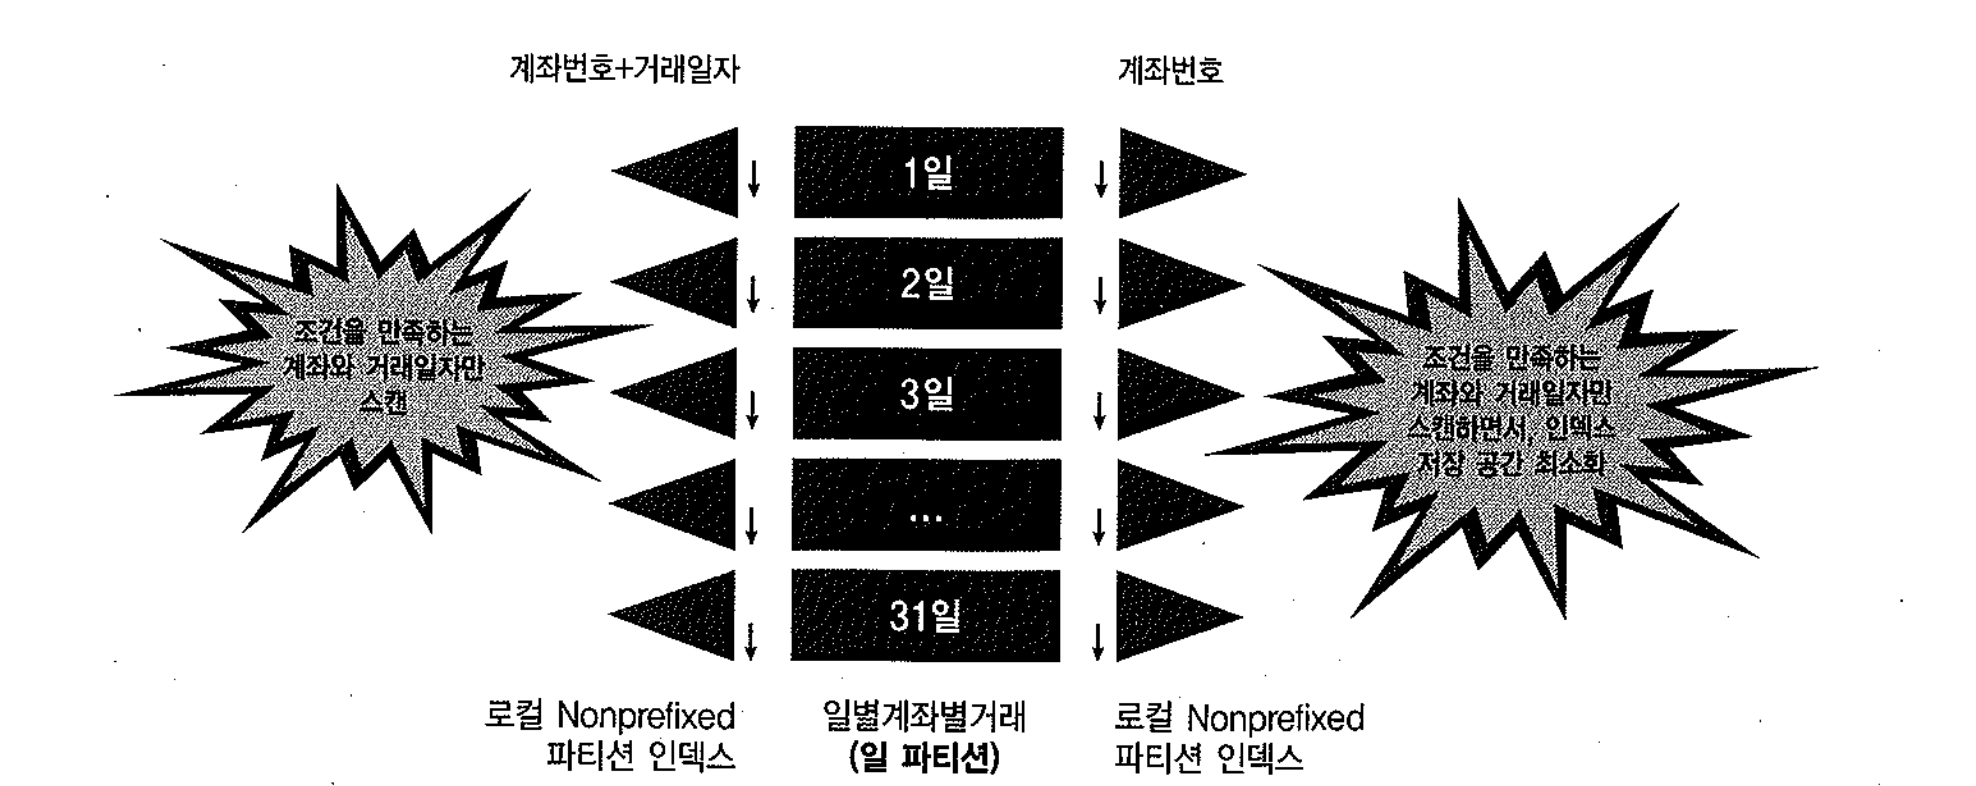 계좌번호+거래일자
계좌번호
1일
2일
3일
...
31일
조건을 만족하는
계좌와 거래일자만
스캔
조건을 만족하는
계좌와 거래일자만
스캔하면서, 인덱스
저장 공간 최소화
로컬 Nonprefixed
파티션 인덱스
일별계좌별거래
(일 파티션)
로컬 Nonprefixed
파티션 인덱스